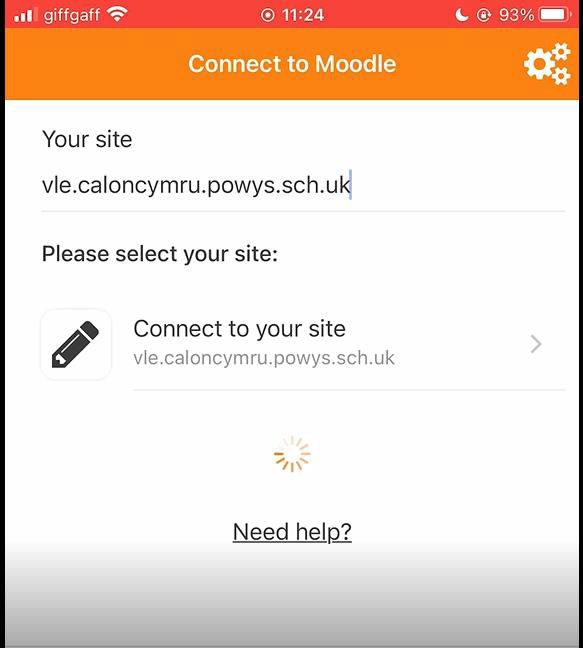 giffgaff 11:24 93%
Connect to Moodle
Your site
vle.caloncymru.powys.sch.uk
Please select your site:
Connect to your site
vle.caloncymru.powys.sch.uk
Need help?